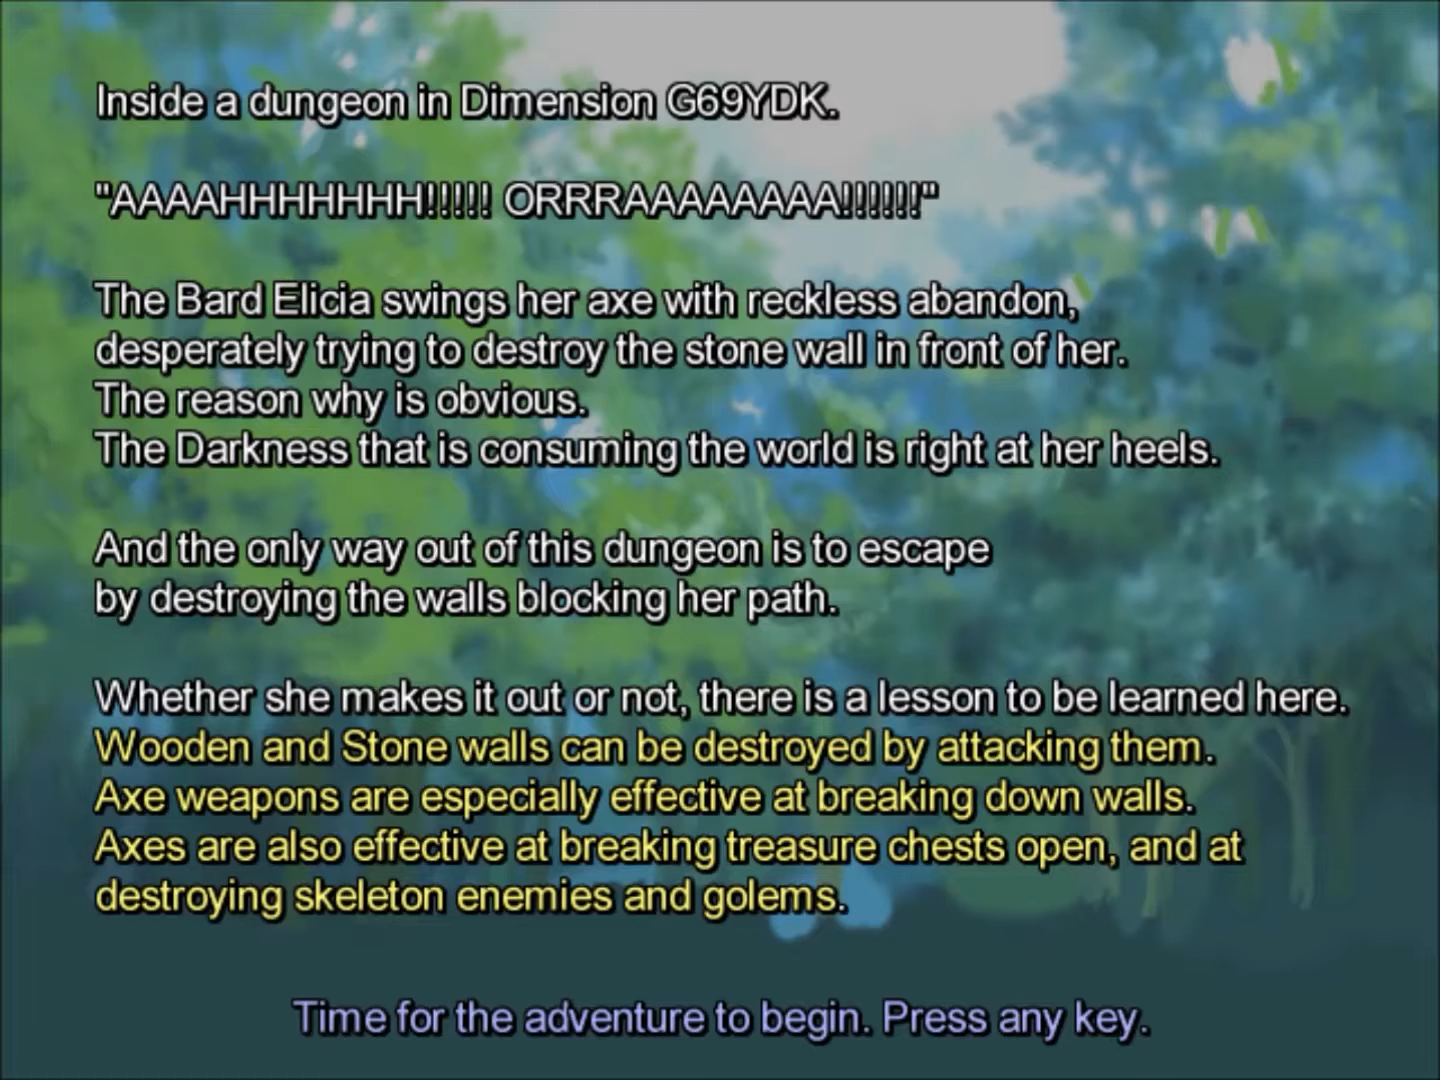 Inside a dungeon in Dimension G69YDK.
"AAAAHHHHHHH!!!!! ORRRAAAAAAAA!!!!!!"
The Bard Elicia swings her axe with reckless abandon,
desperately trying to destroy the stone wall in front of her.
The reason why is obvious.
The Darkness that is consuming the world is right at her heels.
And the only way out of this dungeon is to escape
by destroying the walls blocking her path.
Whether she makes it out or not, there is a lesson to be learned here.
Wooden and Stone walls can be destroyed by attacking them.
Axe weapons are especially effective at breaking down walls.
Axes are also effective at breaking treasure chests open, and at
destroying skeleton enemies and golems.
Time for the adventure to begin. Press any key.